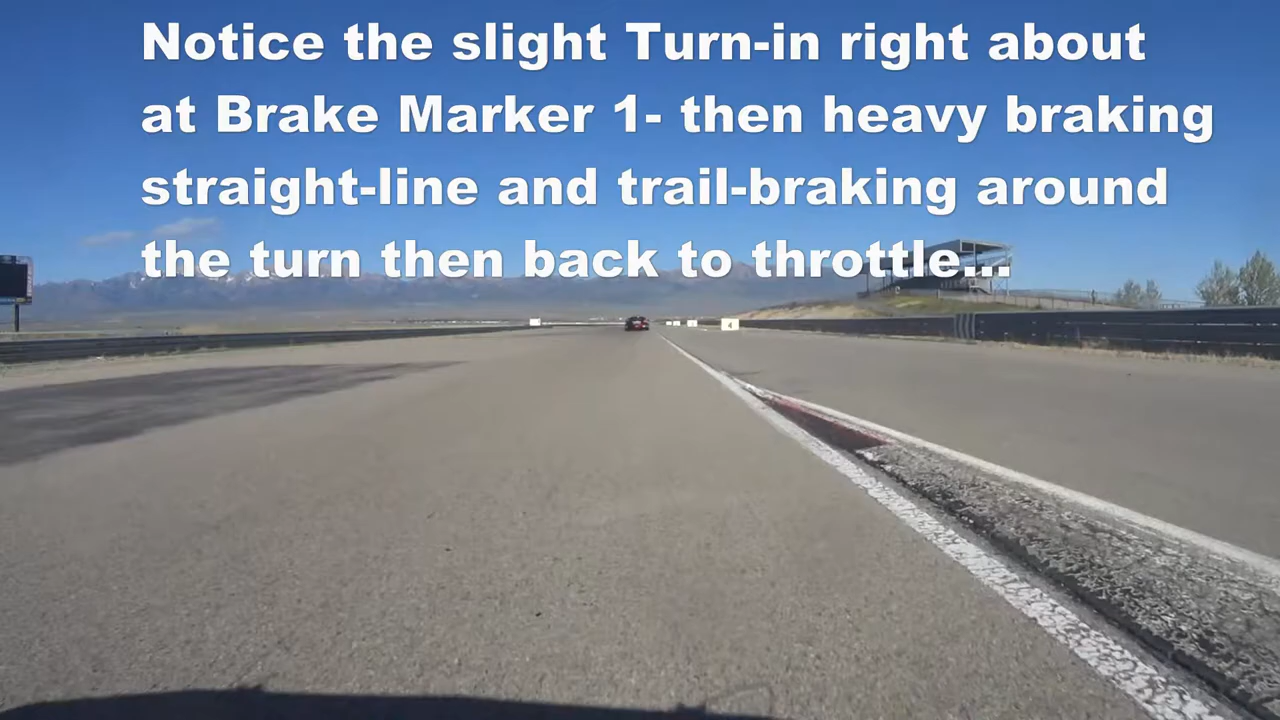 Notice the slight Turn-in right about
at Brake Marker 1- then heavy braking
straight-line and trail-braking around
the turn then back to throttle...
4